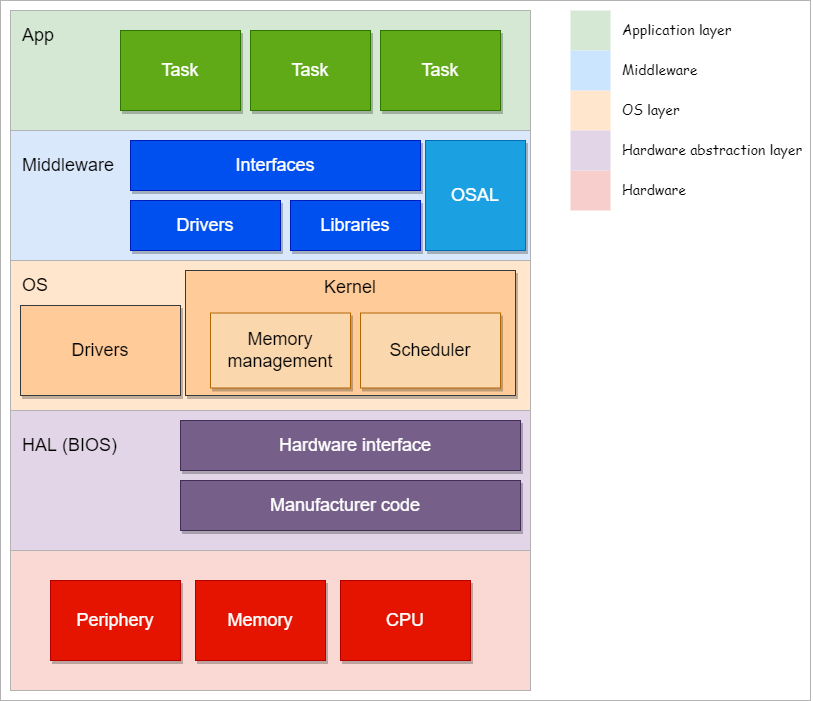 App
Task
Task
Task
Middleware
Interfaces
OSAL
Drivers
Libraries
OS
Kernel
Drivers
Memory
management
Scheduler
HAL (BIOS)
Hardware interface
Manufacturer code
Periphery
Memory
CPU
Application layer
Middleware
OS layer
Hardware abstraction layer
Hardware